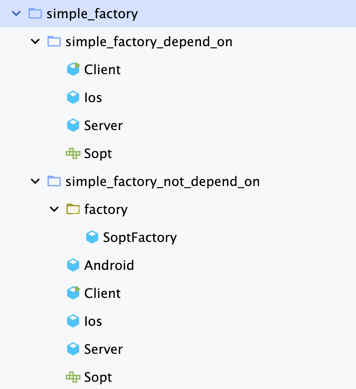 simple_factory
simple_factory_depend_on
Client
Ios
Server
Sopt
simple_factory_not_depend_on
factory
SoptFactory
Android
Client
Ios
Server
Sopt